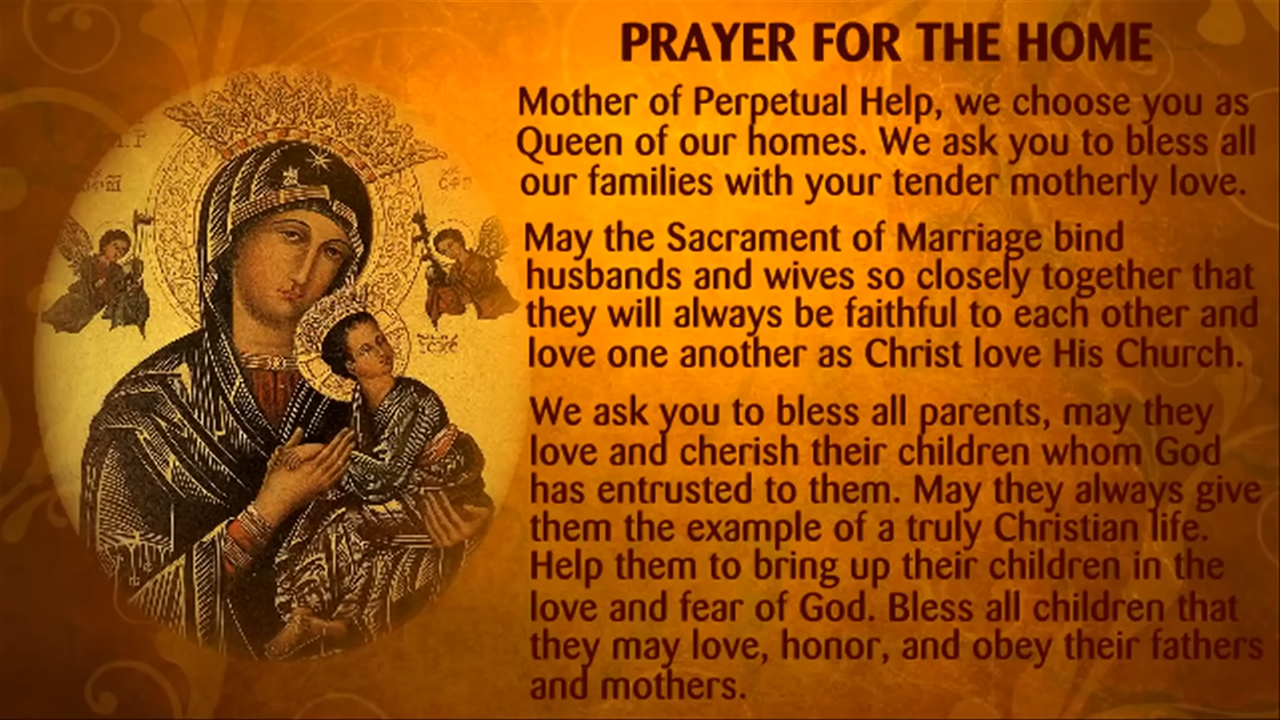 PRAYER FOR THE HOME
Mother of Perpetual Help, we choose you as
Queen of our homes. We ask you to bless all
our families with your tender motherly love.
May the Sacrament of Marriage bind
husbands and wives so closely together that
they will always be faithful to each other and
love one another as Christ love His Church.
We ask you to bless all parents, may they
love and cherish their children whom God
has entrusted to them. May they always give
them the example of a truly Christian life.
Help them to bring up their children in the
love and fear of God. Bless all children that
they may love, honor, and obey their fathers
and mothers.